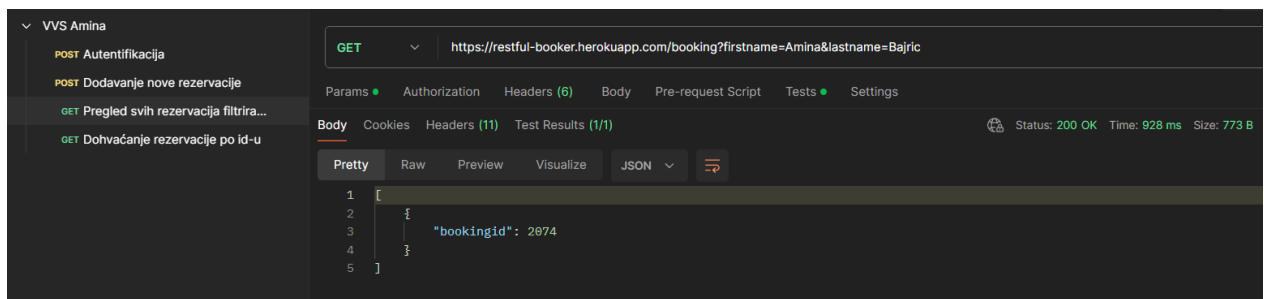 VVS Amina
POST Autentifikacija
POST Dodavanje nove rezervacije
GET Pregled svih rezervacija filtrira...
GET Dohvaćanje rezervacije po id-u
GET https://restful-booker.herokuapp.com/booking?firstname=Amina&lastname=Bajric
Params Authorization Headers (6) Body Pre-request Script Tests Settings
Body Cookies Headers (11) Test Results (1/1) Status: 200 OK Time: 928 ms Size: 773 B
Pretty Raw Preview Visualize JSON
1 [
2 {
3 "bookingid": 2074
4 }
5 ]